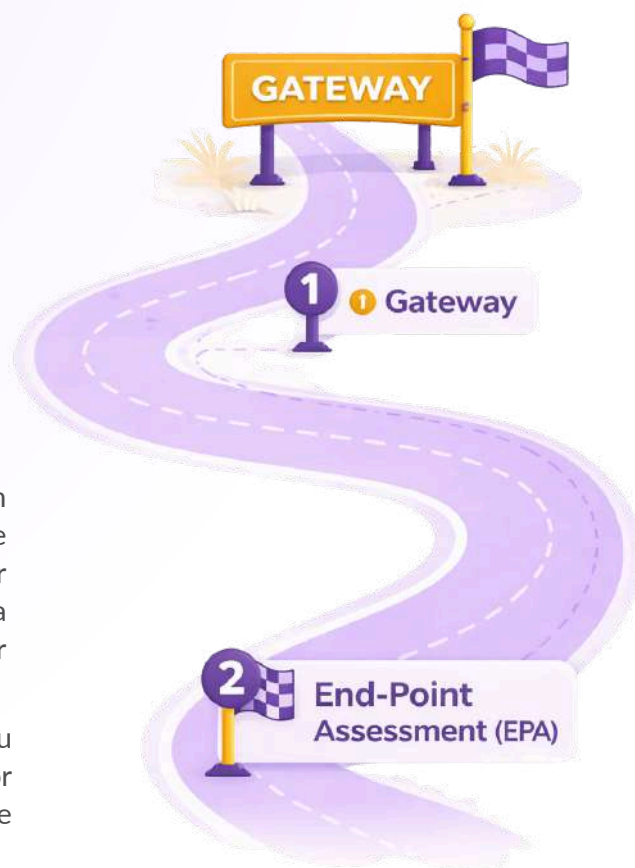 GATEWAY
1
1 Gateway
a
2
End-Point
Assessment (EPA)